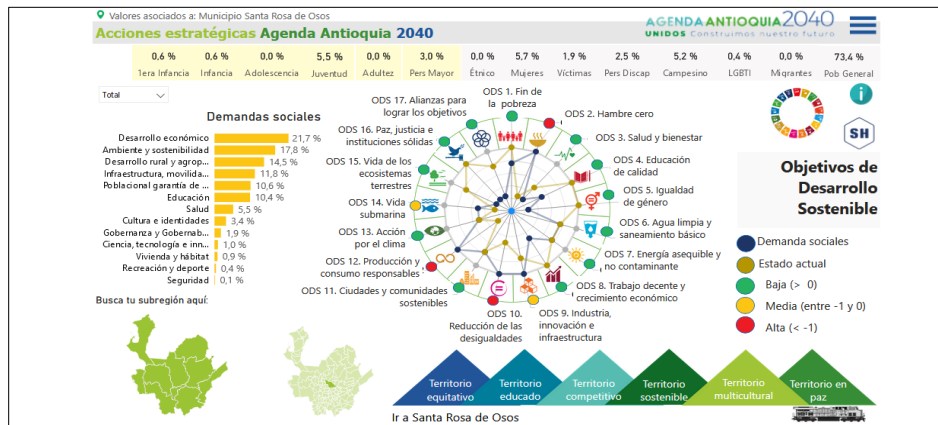 Valores asociados a: Municipio Santa Rosa de Osos
Acciones estratégicas Agenda Antioquia 2040
AGENDA ANTIOQUIA 2040
UNIDOS Construimos nuestro futuro
0,6 % 0,6 % 0,0 % 5,5 % 0,0 % 3,0 % 0,0 % 5,7 % 1,9 % 2,5 % 5,2 % 0,4 % 0,0 % 73,4 %
1era Infancia Infancia Adolescencia Juventud Adultez Pers Mayor Étnico Mujeres Víctimas Pers Discap Campesino LGBTI Migrantes Pob General
Total
Demandas sociales
Desarrollo económico 21,7 %
Ambiente y sostenibilidad 17,8 %
Desarrollo rural y agrop... 14,5 %
Infraestructura, movilida... 11,8 %
Poblacional garantía de ... 10,6 %
Educación 10,4 %
Salud 5,5 %
Cultura e identidades 3,4 %
Gobernanza y Gobernab... 1,9 %
Ciencia, tecnología e inn... 1,0 %
Vivienda y hábitat 0,9 %
Recreación y deporte 0,4 %
Seguridad 0,1 %
Busca tu subregión aquí:
ODS 1. Fin de
la pobreza
ODS 2. Hambre cero
ODS 3. Salud y bienestar
ODS 4. Educación
de calidad
ODS 5. Igualdad
de género
ODS 6. Agua limpia y
saneamiento básico
ODS 7. Energía asequible y
no contaminante
ODS 8. Trabajo decente y
crecimiento económico
ODS 9. Industria,
innovación e
infraestructura
ODS 10.
Reducción de las
desigualdades
ODS 11. Ciudades y comunidades
sostenibles
ODS 12. Producción y
consumo responsables
ODS 13. Acción
por el clima
ODS 14. Vida
submarina
ODS 15. Vida de los
ecosistemas
terrestres
ODS 16. Paz, justicia e
instituciones sólidas
ODS 17. Alianzas para
lograr los objetivos
i
SH
Objetivos de
Desarrollo
Sostenible
Demanda sociales
Estado actual
Baja (> 0)
Media (entre -1 y 0)
Alta (< -1)
Territorio
equitativo
Territorio
educado
Territorio
competitivo
Territorio
sostenible
Territorio
multicultural
Territorio en
paz
Ir a Santa Rosa de Osos